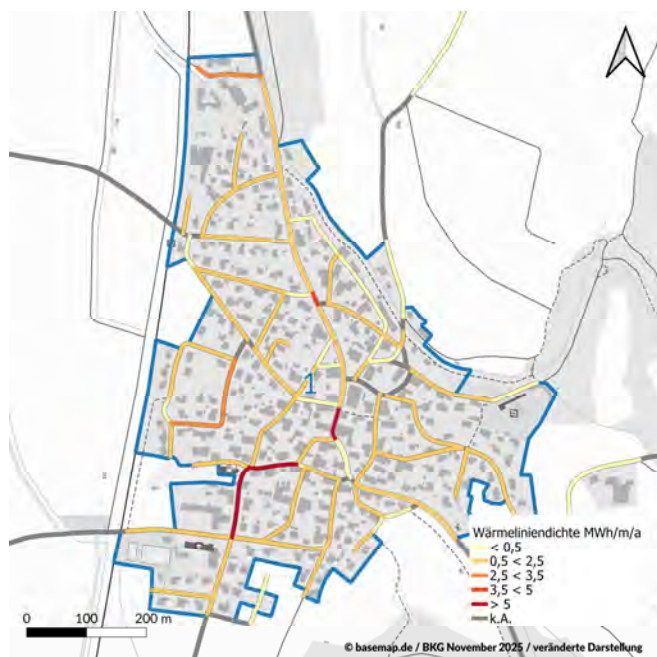 1
Wärmeliniendichte MWh/m/a
< 0,5
0,5 < 2,5
2,5 < 3,5
3,5 < 5
> 5
k.A.
0 100 200 m
© basemap.de / BKG November 2025 / veränderte Darstellung